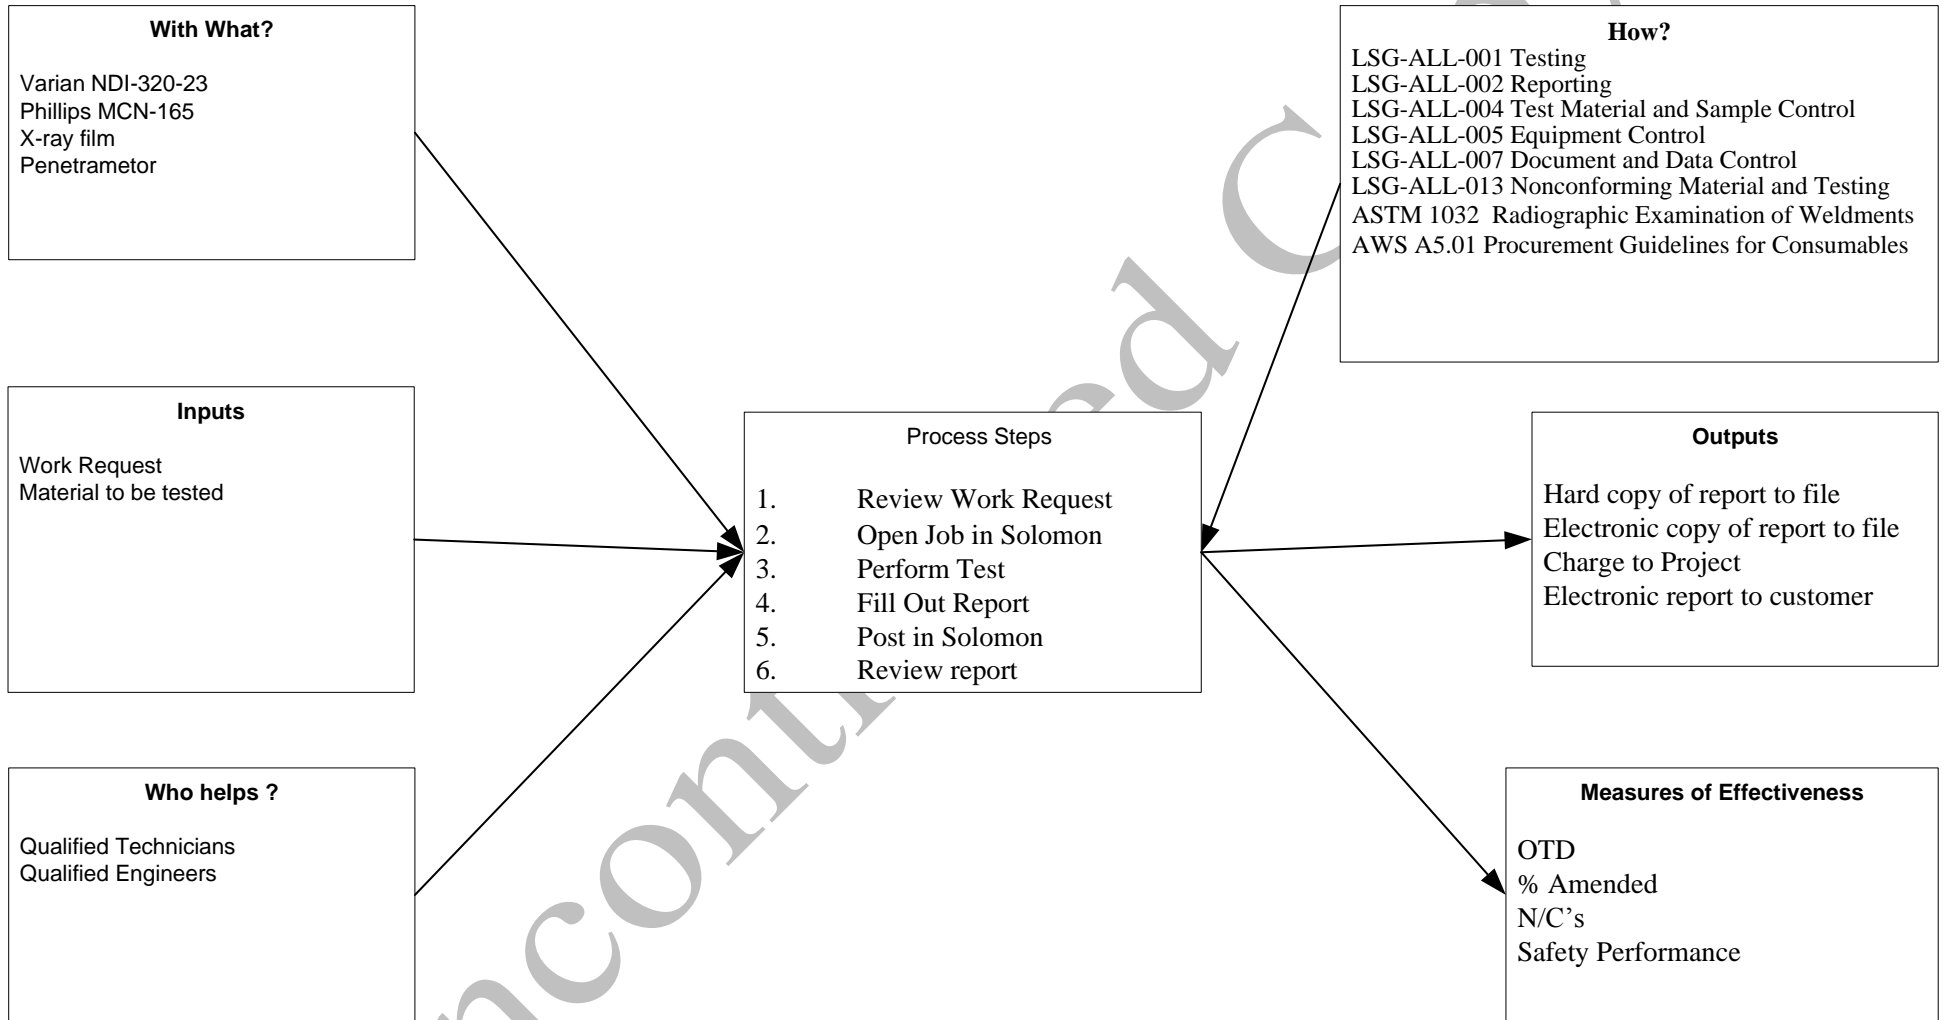 With What?
Varian NDI-320-23
Phillips MCN-165
X-ray film
Penetrametor
How?
LSG-ALL-001 Testing
LSG-ALL-002 Reporting
LSG-ALL-004 Test Material and Sample Control
LSG-ALL-005 Equipment Control
LSG-ALL-007 Document and Data Control
LSG-ALL-013 Nonconforming Material and Testing
ASTM 1032  Radiographic Examination of Weldments
AWS A5.01 Procurement Guidelines for Consumables
Inputs
Work Request
Material to be tested
Process Steps
1. Review Work Request
2. Open Job in Solomon
3. Perform Test
4. Fill Out Report
5. Post in Solomon
6. Review report
Outputs
Hard copy of report to file
Electronic copy of report to file
Charge to Project
Electronic report to customer
Who helps ?
Qualified Technicians
Qualified Engineers
Measures of Effectiveness
OTD
% Amended
N/C's
Safety Performance